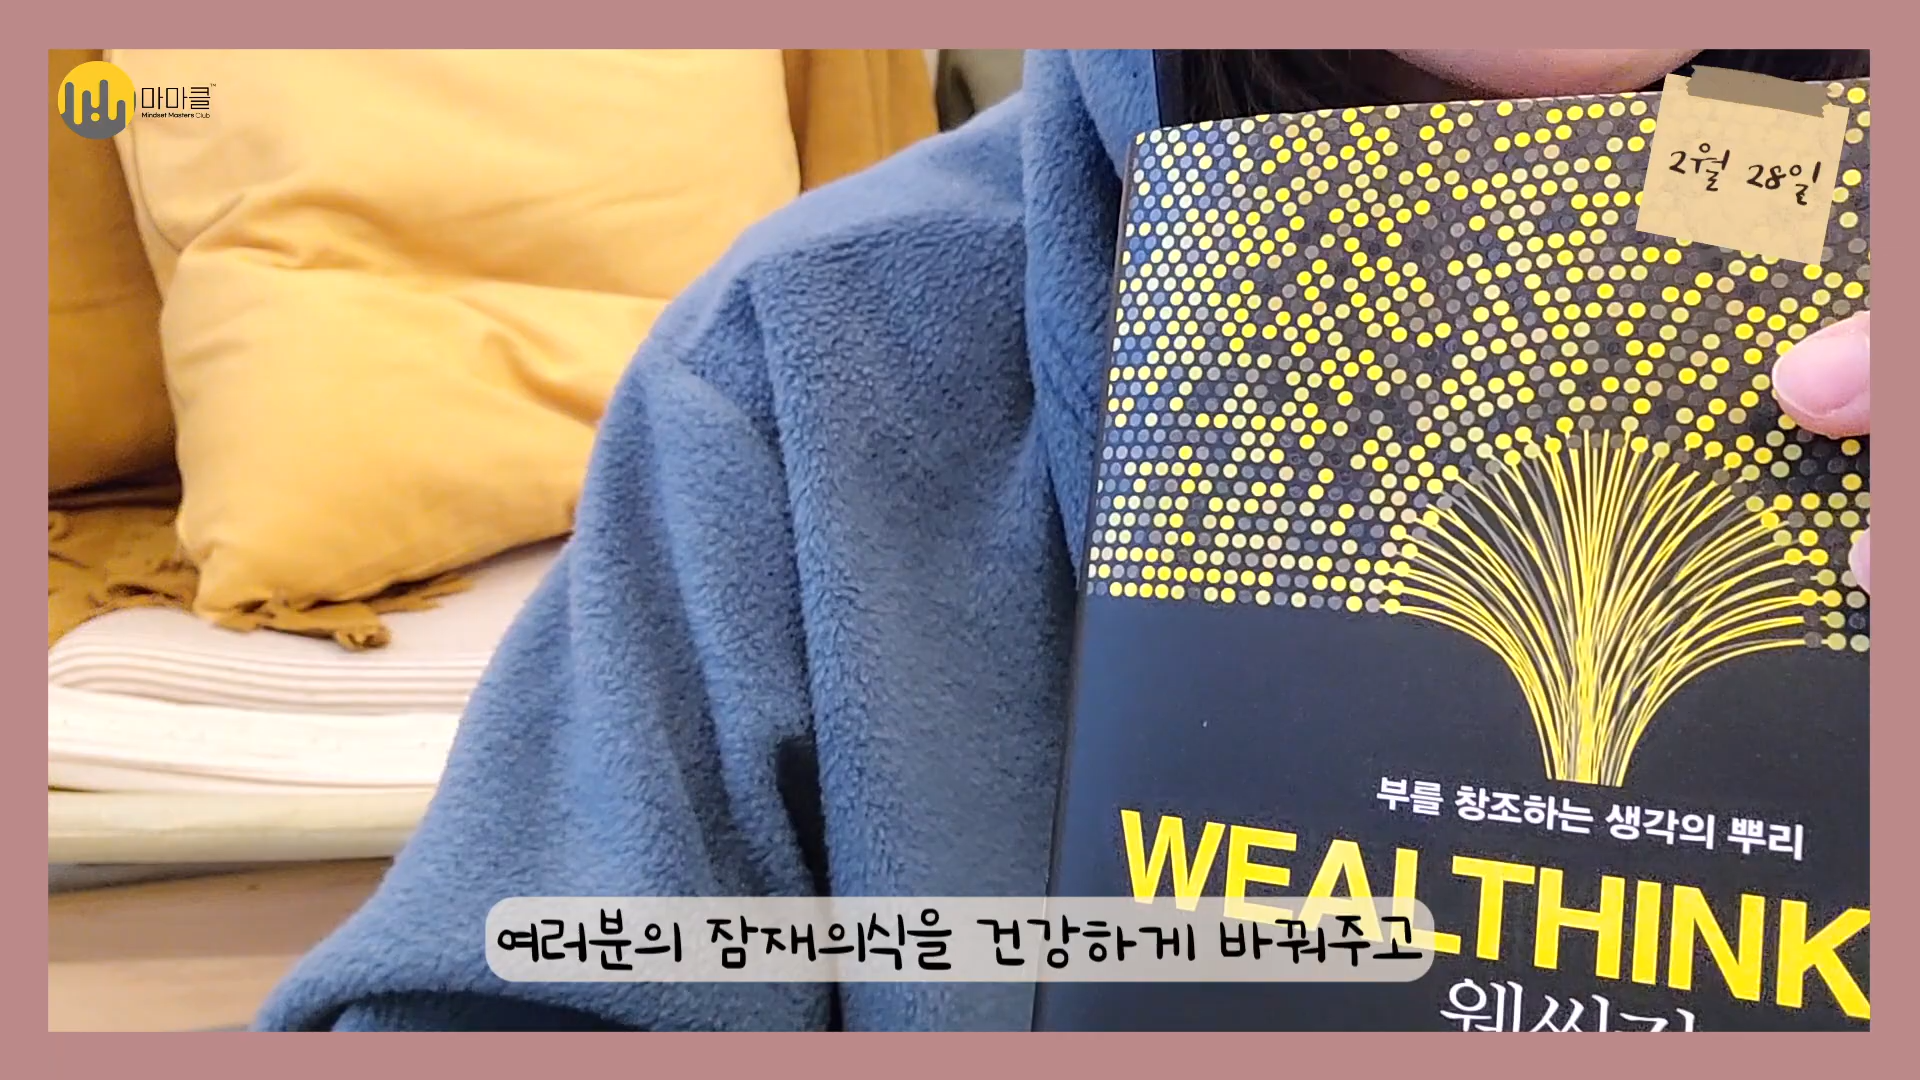 마마클™
Mindset Masters Club
2월 28일
부를 창조하는 생각의 뿌리
WEALTHINK
여러분의 잠재의식을 건강하게 바꿔주고